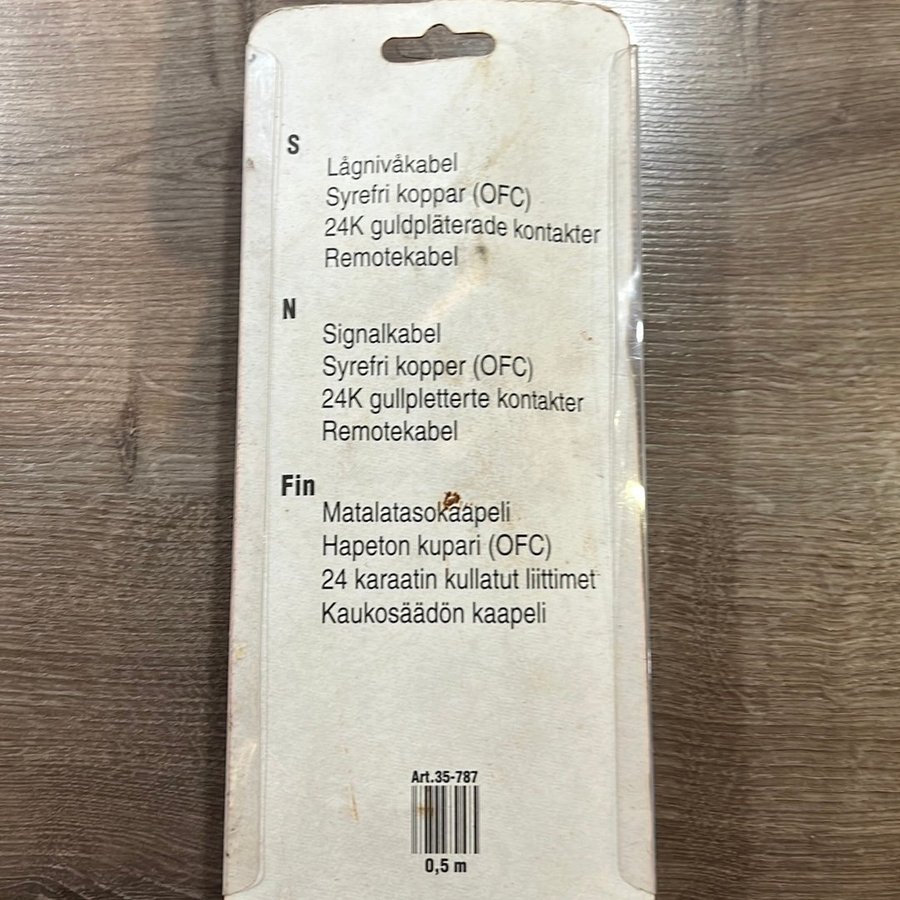 S
Lågnivåkabel
Syrefri koppar (OFC)
24K guldpläterade kontakter
Remotekabel
N
Signalkabel
Syrefri kopper (OFC)
24K gullpletterte kontakter
Remotekabel
Fin
Matalatasokaapeli
Hapeton kupari (OFC)
24 karaatin kullatut liittimet
Kaukosäädön kaapeli
Art.35-787
0,5 m